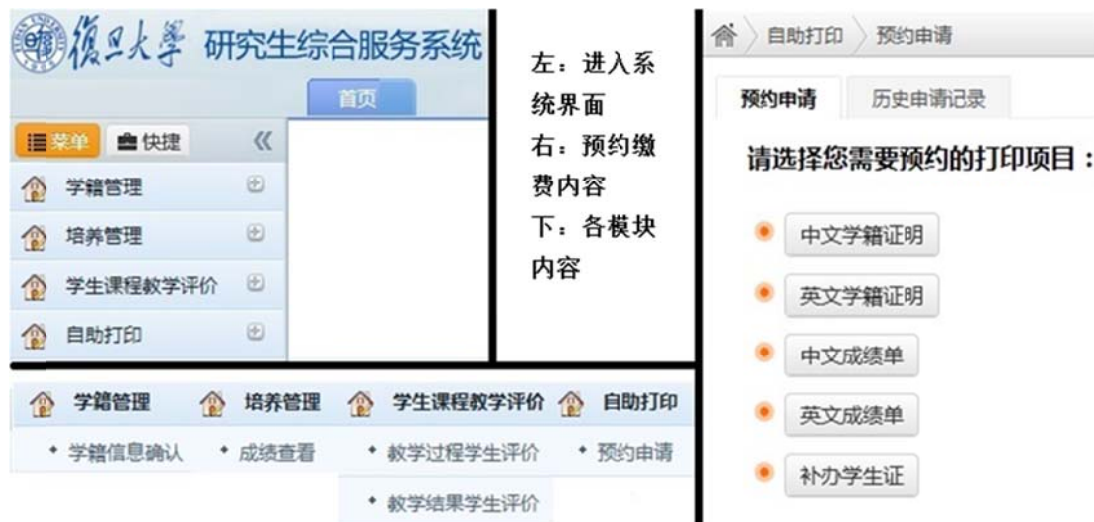 復旦大學 研究生综合服务系统
首页
菜单 快捷
学籍管理
培养管理
学生课程教学评价
自助打印
左：进入系
统界面
右：预约缴
费内容
下：各模块
内容
自助打印 预约申请
预约申请 历史申请记录
请选择您需要预约的打印项目：
中文学籍证明
英文学籍证明
中文成绩单
英文成绩单
补办学生证
学籍管理 培养管理 学生课程教学评价 自助打印
学籍信息确认 成绩查看 教学过程学生评价 预约申请
教学结果学生评价